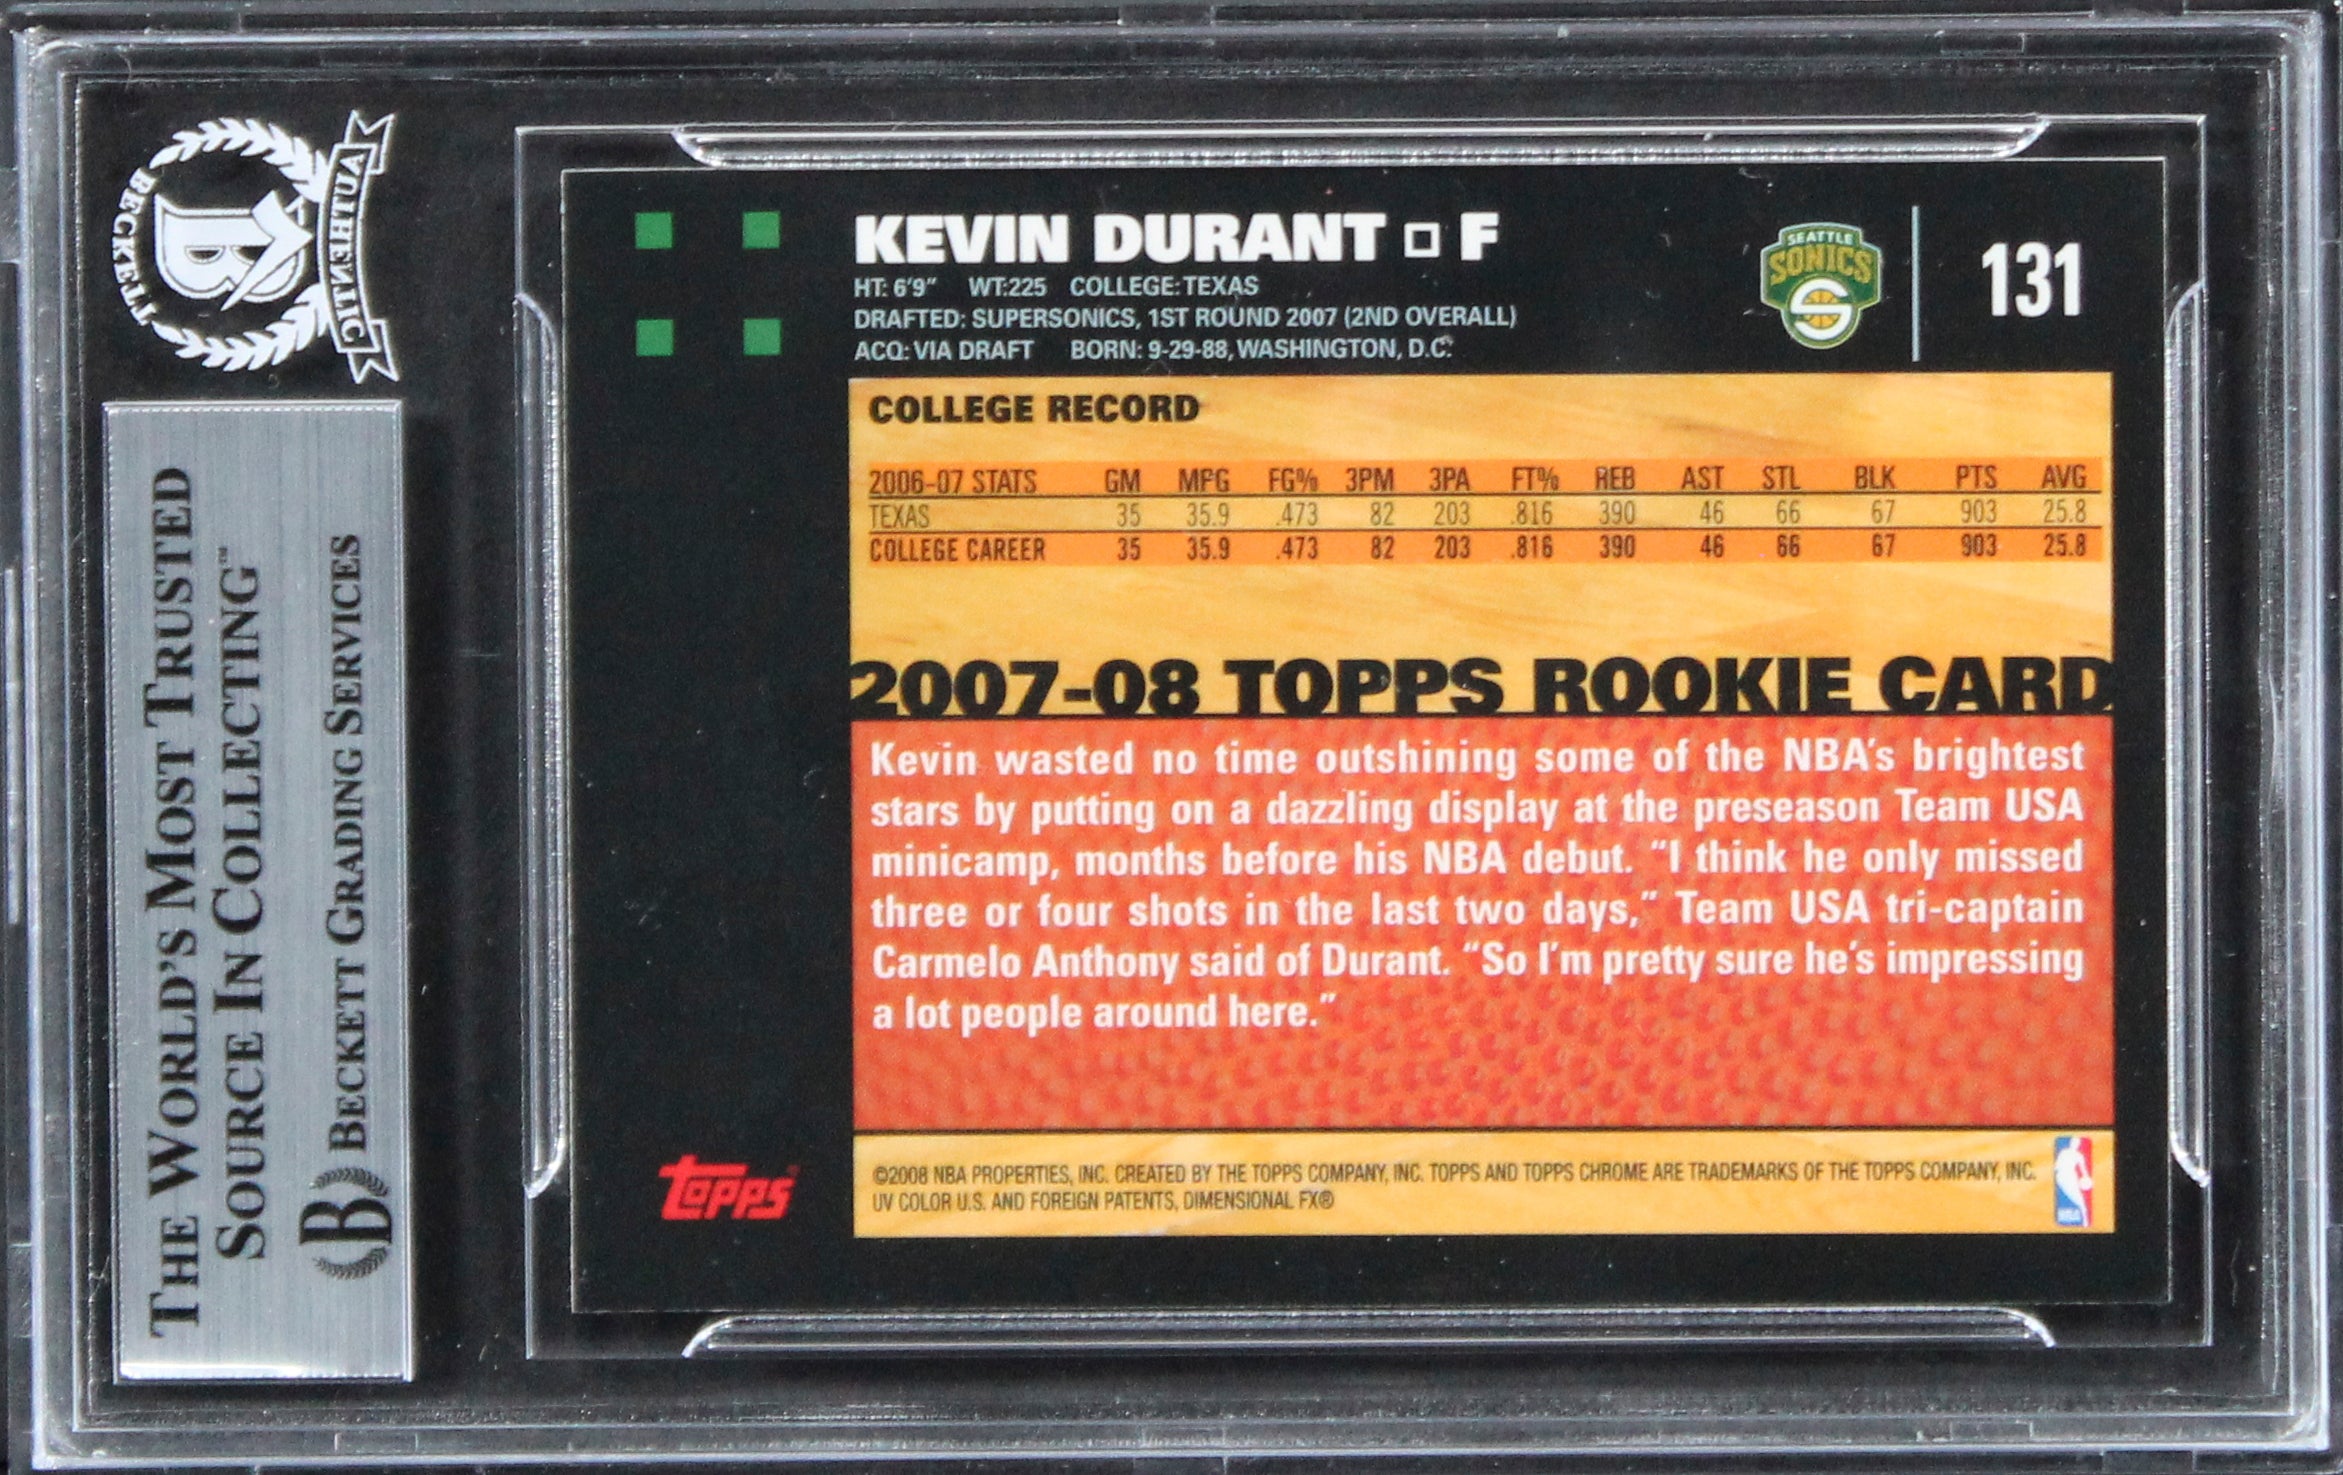 BECKETT
AUTHENTIC
B
THE WORLD'S MOST TRUSTED
SOURCE IN COLLECTING™
B BECKETT GRADING SERVICES
KEVIN DURANT □ F
HT: 6'9" WT:225 COLLEGE:TEXAS
DRAFTED: SUPERSONICS, 1ST ROUND 2007 (2ND OVERALL)
ACQ: VIA DRAFT BORN: 9-29-88, WASHINGTON, D.C.
SEATTLE
SONICS
S
131
COLLEGE RECORD
2006-07 STATS GM MPG FG% 3PM 3PA FT% REB AST STL BLK PTS AVG
TEXAS 35 35.9 .473 82 203 .816 390 46 66 67 903 25.8
COLLEGE CAREER 35 35.9 .473 82 203 .816 390 46 66 67 903 25.8
2007-08 TOPPS ROOKIE CARD
Kevin wasted no time outshining some of the NBA's brightest
stars by putting on a dazzling display at the preseason Team USA
minicamp, months before his NBA debut. "I think he only missed
three or four shots in the last two days," Team USA tri-captain
Carmelo Anthony said of Durant. "So I'm pretty sure he's impressing
a lot people around here."
TOPPS®
©2008 NBA PROPERTIES, INC. CREATED BY THE TOPPS COMPANY, INC. TOPPS AND TOPPS CHROME ARE TRADEMARKS OF THE TOPPS COMPANY, INC.
UV COLOR U.S. AND FOREIGN PATENTS, DIMENSIONAL FX®
NBA